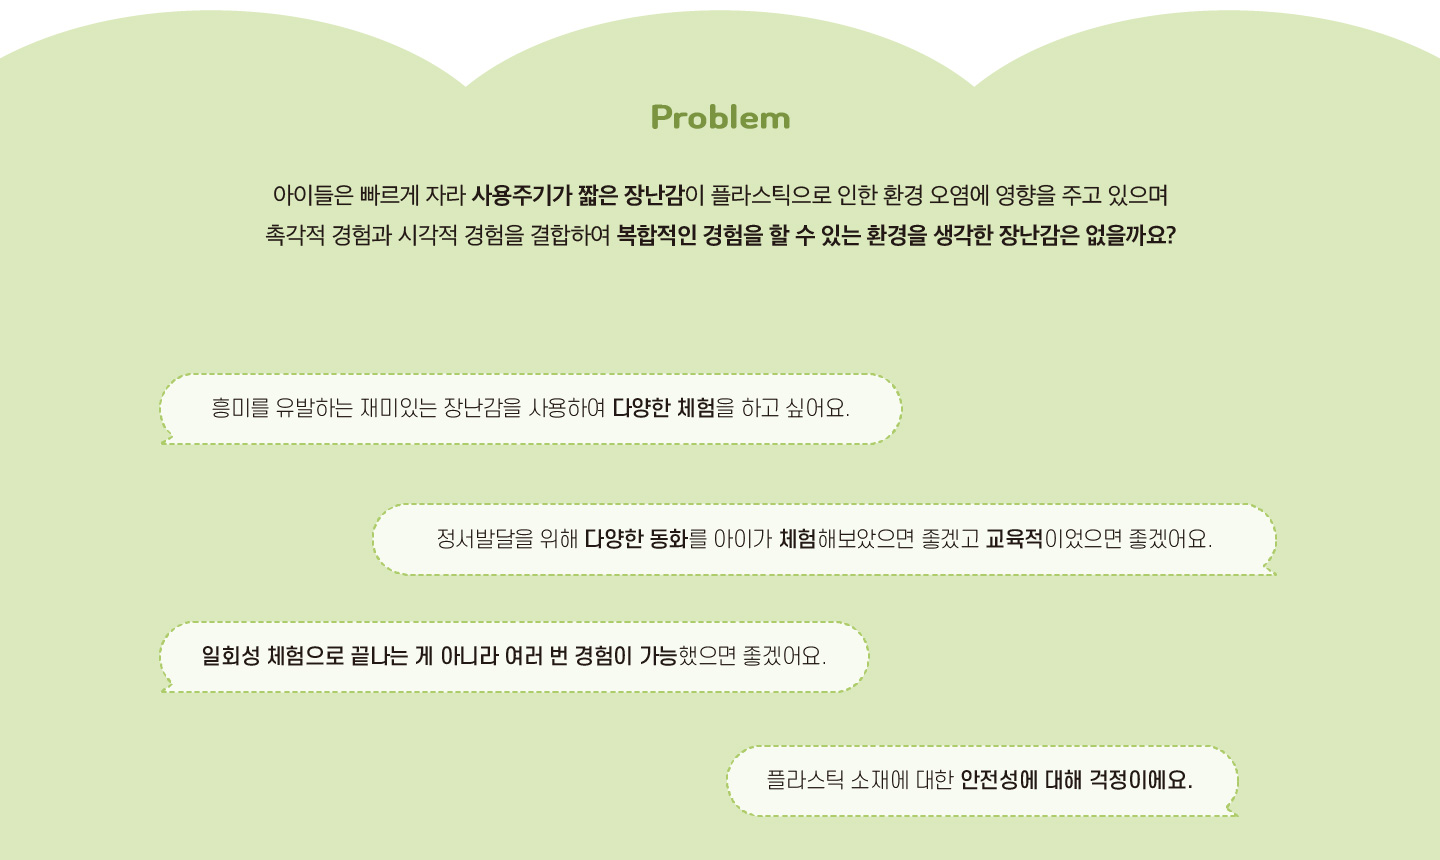 Problem
아이들은 빠르게 자라 사용주기가 짧은 장난감이 플라스틱으로 인한 환경 오염에 영향을 주고 있으며
촉각적 경험과 시각적 경험을 결합하여 복합적인 경험을 할 수 있는 환경을 생각한 장난감은 없을까요?
흥미를 유발하는 재미있는 장난감을 사용하여 다양한 체험을 하고 싶어요.
정서발달을 위해 다양한 동화를 아이가 체험해보았으면 좋겠고 교육적이었으면 좋겠어요.
일회성 체험으로 끝나는 게 아니라 여러 번 경험이 가능했으면 좋겠어요.
플라스틱 소재에 대한 안전성에 대해 걱정이에요.